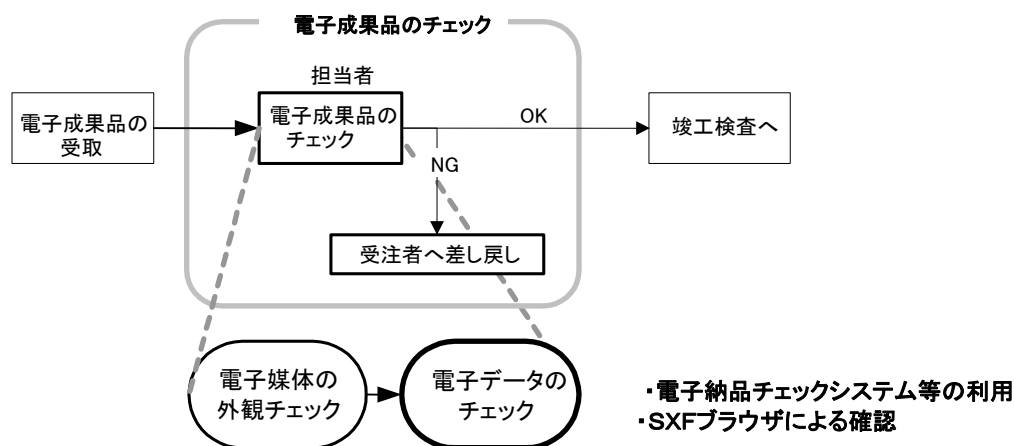 電子成果品のチェック
担当者
電子成果品の
受取
電子成果品の
チェック
OK
竣工検査へ
NG
受注者へ差し戻し
電子媒体の
外観チェック
電子データの
チェック
・電子納品チェックシステム等の利用
・SXFブラウザによる確認